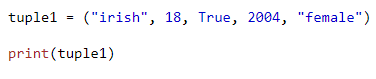 tuple1 = ("irish", 18, True, 2004, "female")
print(tuple1)